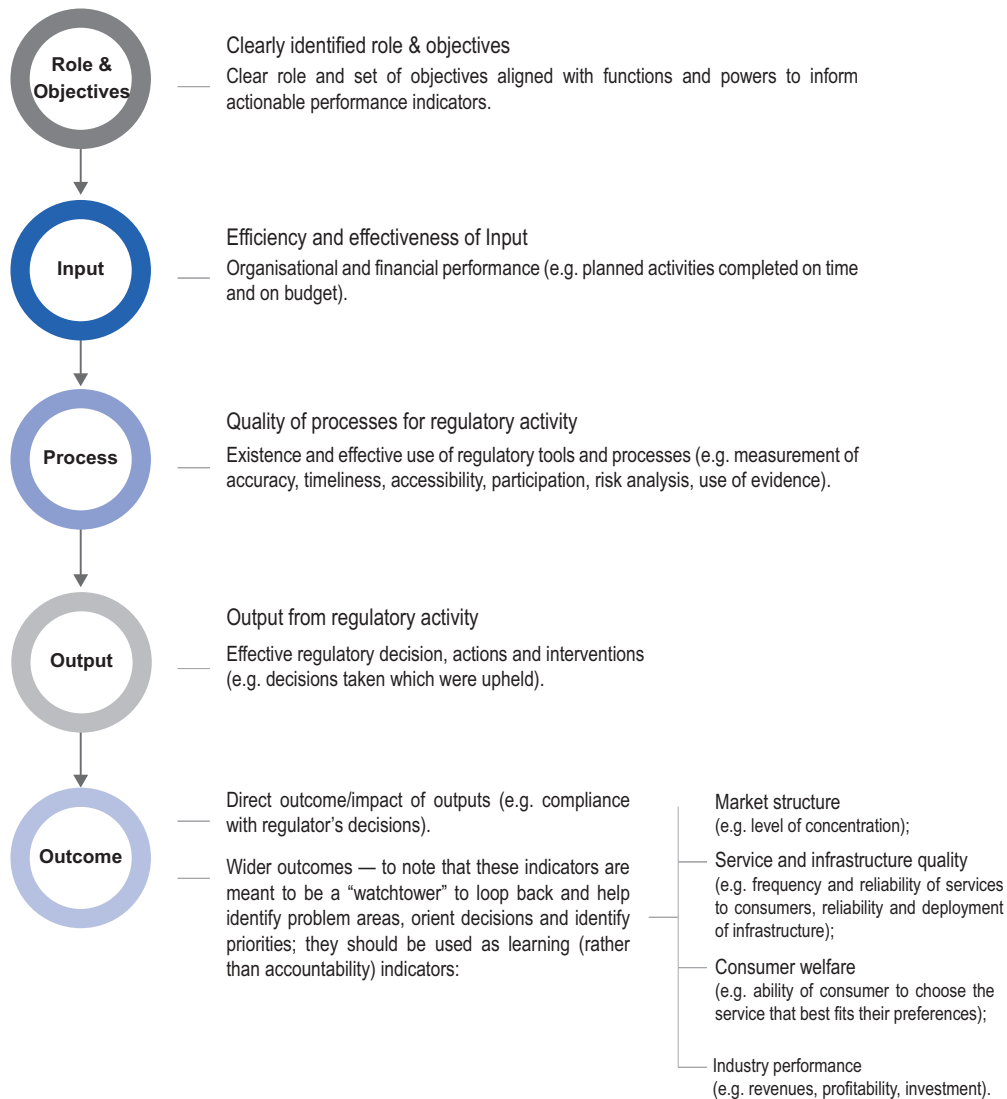 Role &
Objectives
Clearly identified role & objectives
Clear role and set of objectives aligned with functions and powers to inform
actionable performance indicators.
Input
Efficiency and effectiveness of Input
Organisational and financial performance (e.g. planned activities completed on time
and on budget).
Process
Quality of processes for regulatory activity
Existence and effective use of regulatory tools and processes (e.g. measurement of
accuracy, timeliness, accessibility, participation, risk analysis, use of evidence).
Output
Output from regulatory activity
Effective regulatory decision, actions and interventions
(e.g. decisions taken which were upheld).
Outcome
Direct outcome/impact of outputs (e.g. compliance
with regulator’s decisions).
Wider outcomes — to note that these indicators are
meant to be a “watchtower” to loop back and help
identify problem areas, orient decisions and identify
priorities; they should be used as learning (rather
than accountability) indicators:
Market structure
(e.g. level of concentration);
Service and infrastructure quality
(e.g. frequency and reliability of services
to consumers, reliability and deployment
of infrastructure);
Consumer welfare
(e.g. ability of consumer to choose the
service that best fits their preferences);
Industry performance
(e.g. revenues, profitability, investment).